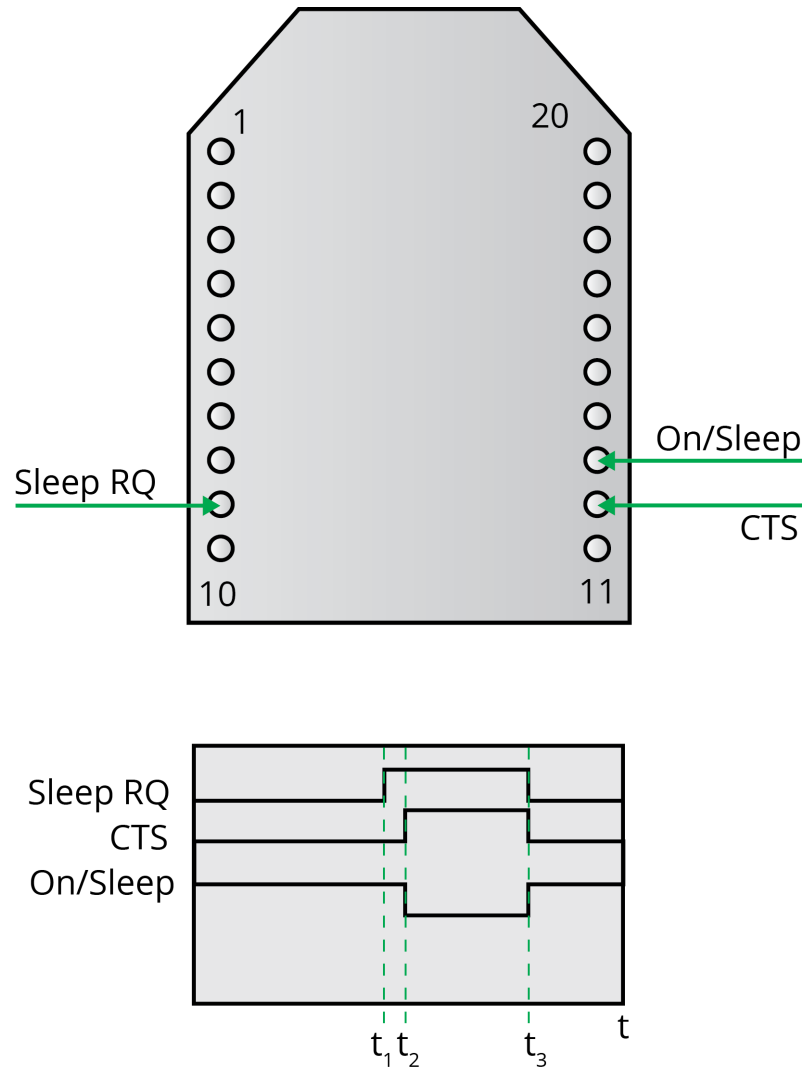 1
20
On/Sleep
Sleep RQ
CTS
10
11
Sleep RQ
CTS
On/Sleep
t
t₁ t₂ t₃